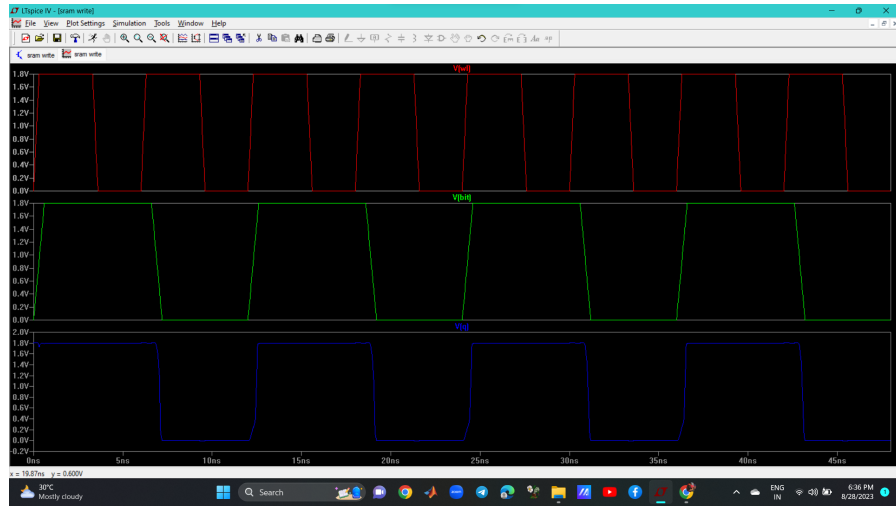 LTspice IV - [sram write]
File View Plot Settings Simulation Tools Window Help
sram write sram write
V(wl)
1.8V
1.6V
1.4V
1.2V
1.0V
0.8V
0.6V
0.4V
0.2V
0.0V
V(bit)
1.8V
1.6V
1.4V
1.2V
1.0V
0.8V
0.6V
0.4V
0.2V
0.0V
2.0V
1.8V
1.6V
1.4V
1.2V
1.0V
0.8V
0.6V
0.4V
0.2V
0.0V
-0.2V
0ns 5ns 10ns 15ns 20ns 25ns 30ns 35ns 40ns 45ns
x = 19.87ns y = 0.600V
30°C
Mostly cloudy
Search
ENG
IN
6:36 PM
8/28/2023
1